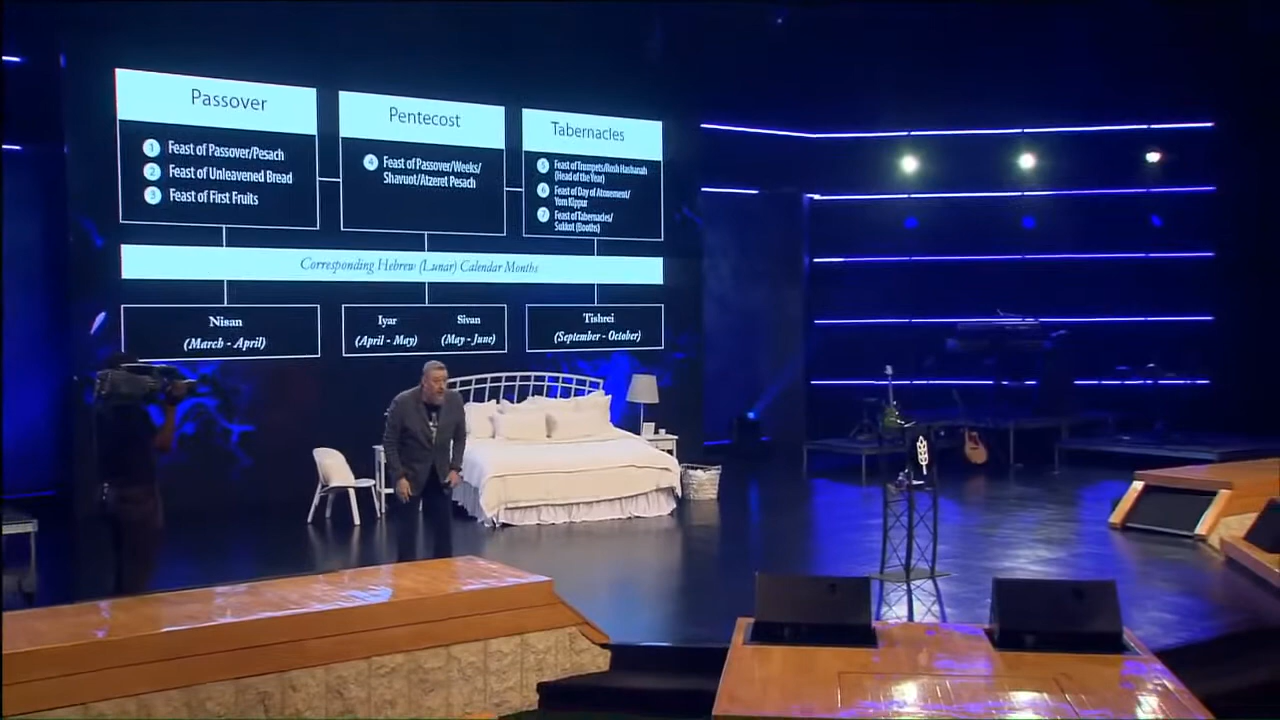 Passover
1 Feast of Passover/Pesach
2 Feast of Unleavened Bread
3 Feast of First Fruits
Pentecost
4 Feast of Passover/Weeks/
Shavuot/Atzeret Pesach
Tabernacles
5 Feast of Trumpets/Rosh Hashanah
(Head of the Year)
6 Feast of Day of Atonement/
Yom Kippur
7 Feast of Tabernacles/
Sukkot (Booths)
Corresponding Hebrew (Lunar) Calendar Months
Nisan
(March - April)
Iyar
(April - May)
Sivan
(May - June)
Tishrei
(September - October)